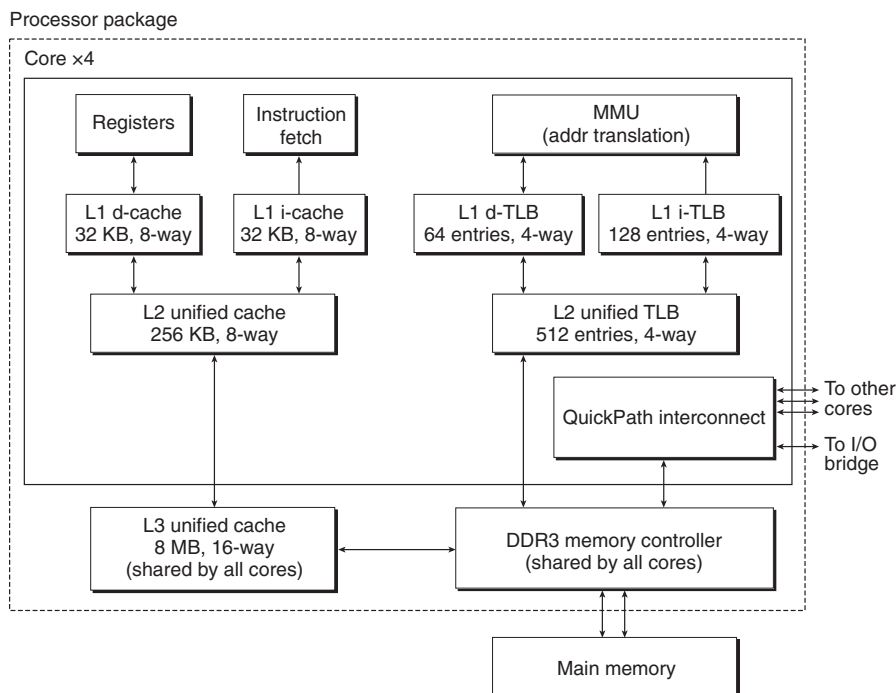 Processor package
Core ×4
Registers
Instruction
fetch
MMU
(addr translation)
L1 d-cache
32 KB, 8-way
L1 i-cache
32 KB, 8-way
L1 d-TLB
64 entries, 4-way
L1 i-TLB
128 entries, 4-way
L2 unified cache
256 KB, 8-way
L2 unified TLB
512 entries, 4-way
QuickPath interconnect
To other
cores
To I/O
bridge
L3 unified cache
8 MB, 16-way
(shared by all cores)
DDR3 memory controller
(shared by all cores)
Main memory